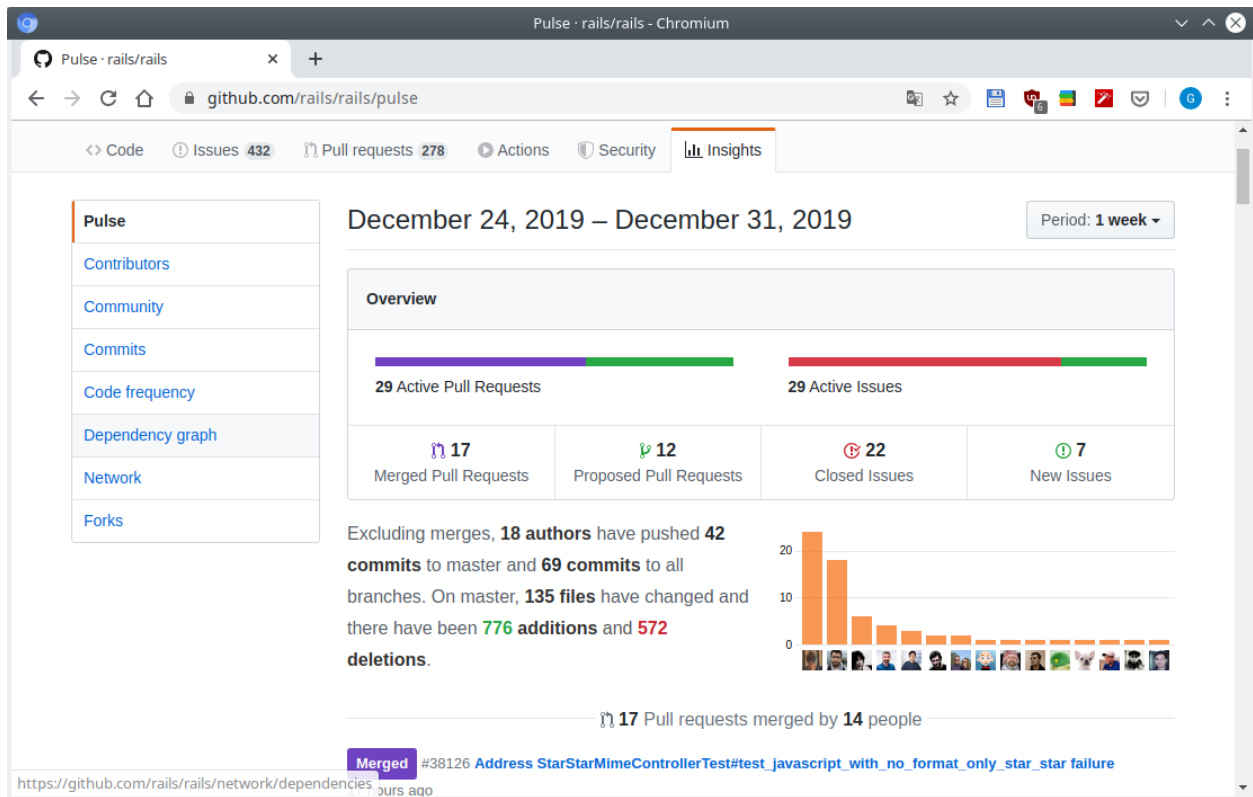 Pulse · rails/rails - Chromium
Pulse · rails/rails
github.com/rails/rails/pulse
6
G
Code
Issues 432
Pull requests 278
Actions
Security
Insights
Pulse
Contributors
Community
Commits
Code frequency
Dependency graph
Network
Forks
December 24, 2019 – December 31, 2019
Period: 1 week
Overview
29 Active Pull Requests
29 Active Issues
17
Merged Pull Requests
12
Proposed Pull Requests
22
Closed Issues
7
New Issues
Excluding merges, 18 authors have pushed 42
commits to master and 69 commits to all
branches. On master, 135 files have changed and
there have been 776 additions and 572
deletions.
20
10
0
17 Pull requests merged by 14 people
Merged #38126 Address StarStarMimeControllerTest#test_javascript_with_no_format_only_star_star failure
hours ago
https://github.com/rails/rails/network/dependencies